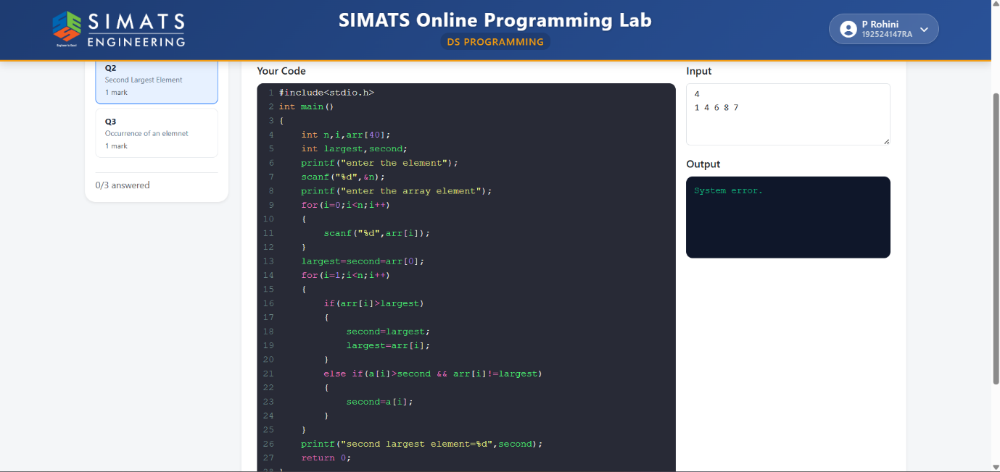 SIMATS
ENGINEERING
Engineer to Excel
SIMATS Online Programming Lab
DS PROGRAMMING
P Rohini
192524147RA
Q2
Second Largest Element
1 mark
Q3
Occurrence of an elemnet
1 mark
0/3 answered
Your Code
1 #include<stdio.h>
2 int main()
3 {
4     int n,i,arr[40];
5     int largest,second;
6     printf("enter the element");
7     scanf("%d",&n);
8     printf("enter the array element");
9     for(i=0;i<n;i++)
10     {
11         scanf("%d",arr[i]);
12     }
13     largest=second=arr[0];
14     for(i=1;i<n;i++)
15     {
16         if(arr[i]>largest)
17         {
18             second=largest;
19             largest=arr[i];
20         }
21         else if(a[i]>second && arr[i]!=largest)
22         {
23             second=a[i];
24         }
25     }
26     printf("second largest element=%d",second);
27     return 0;
28 }
Input
4
1 4 6 8 7
Output
System error.